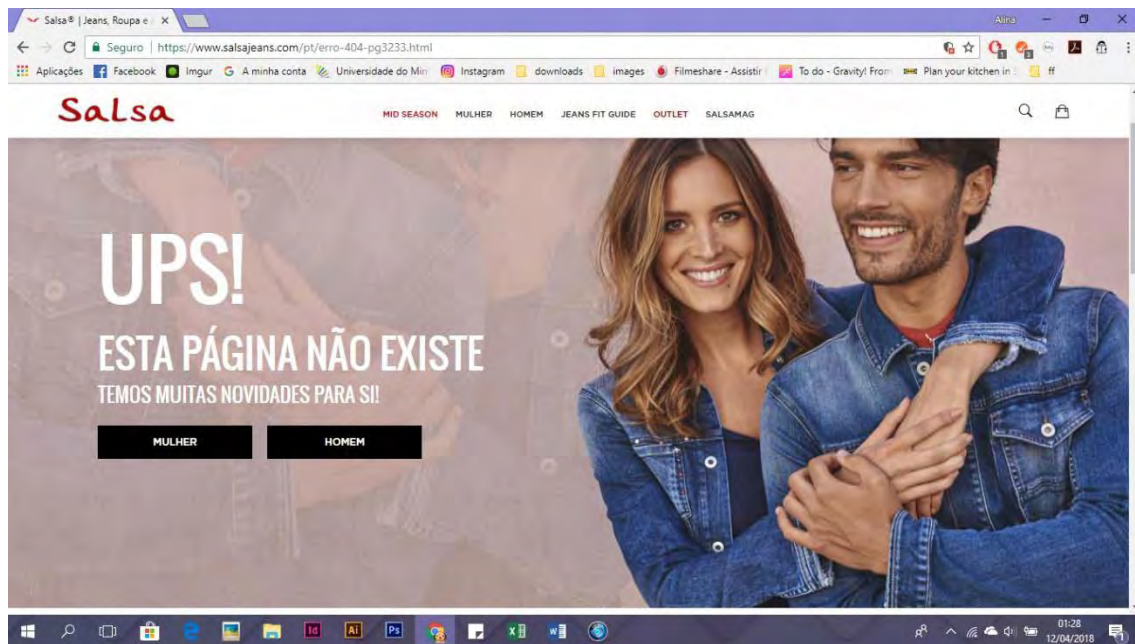 Salsa® | Jeans, Roupa e
Alina
Seguro | https://www.salsajeans.com/pt/erro-404-pg3233.html
Aplicações Facebook Imgur A minha conta Universidade do Min Instagram downloads images Filmeshare - Assistir To do - Gravity! From Plan your kitchen in ff
Salsa MID SEASON MULHER HOMEM JEANS FIT GUIDE OUTLET SALSAMAG
UPS!
ESTA PÁGINA NÃO EXISTE
TEMOS MUITAS NOVIDADES PARA SI!
MULHER HOMEM
Id Ai Ps
01:28
12/04/2018